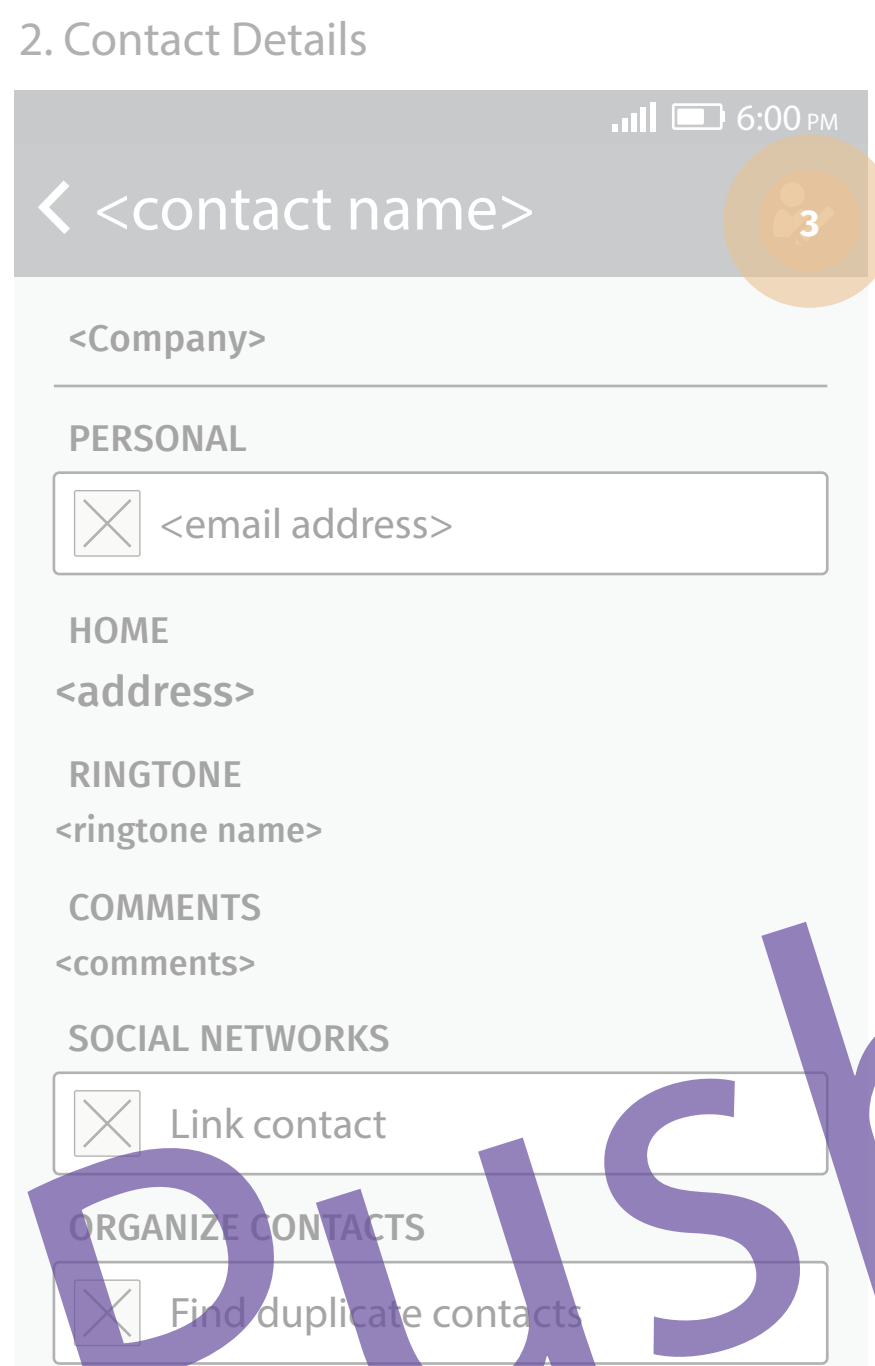 2. Contact Details
6:00 PM
<contact name>
3
<Company>
PERSONAL
<email address>
HOME
<address>
RINGTONE
<ringtone name>
COMMENTS
<comments>
SOCIAL NETWORKS
Link contact
ORGANIZE CONTACTS
Find duplicate contacts